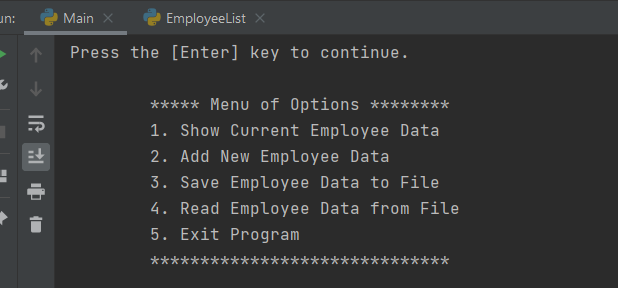 un: Main EmployeeList
Press the [Enter] key to continue.
***** Menu of Options ********
1. Show Current Employee Data
2. Add New Employee Data
3. Save Employee Data to File
4. Read Employee Data from File
5. Exit Program
******************************